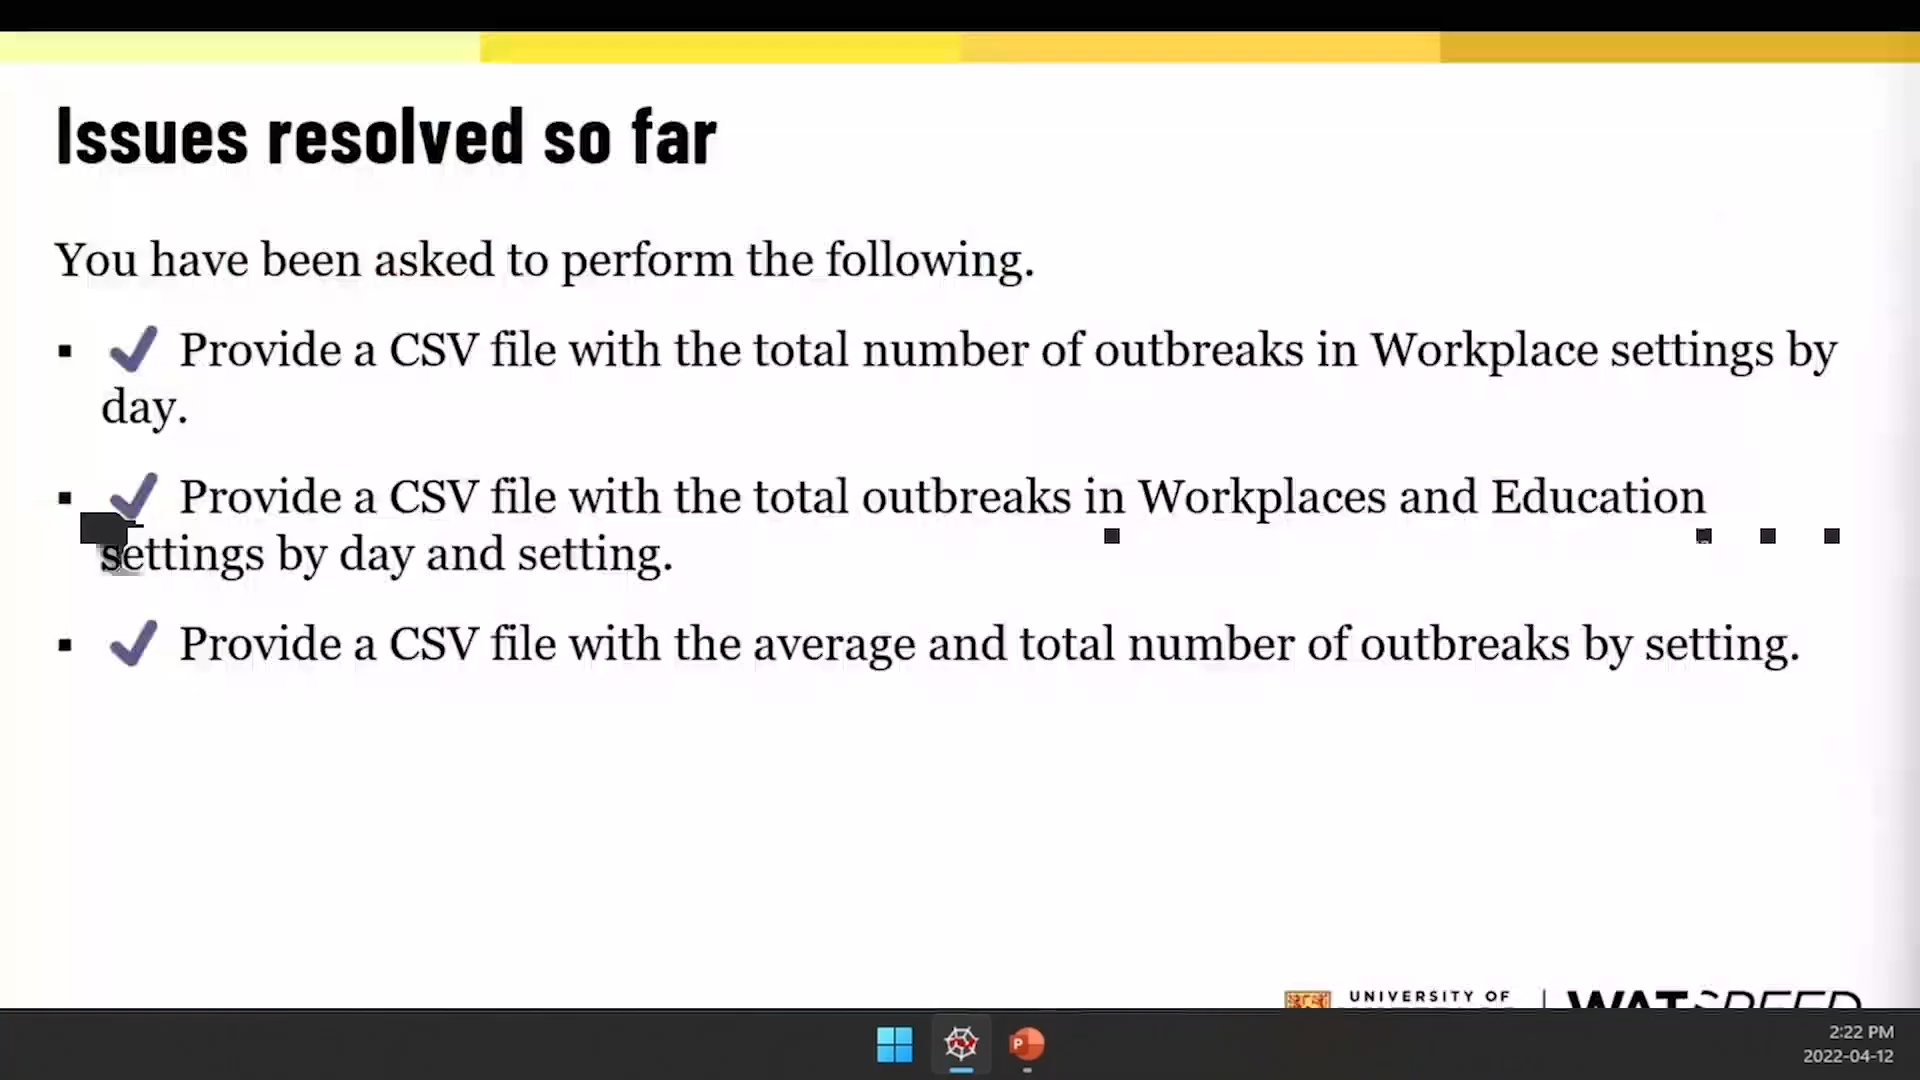 Issues resolved so far
You have been asked to perform the following.
▪ ✔ Provide a CSV file with the total number of outbreaks in Workplace settings by
day.
▪ ✔ Provide a CSV file with the total outbreaks in Workplaces and Education
settings by day and setting.
▪ ✔ Provide a CSV file with the average and total number of outbreaks by setting.
UNIVERSITY OF
WATSPEED
2:22 PM
2022-04-12